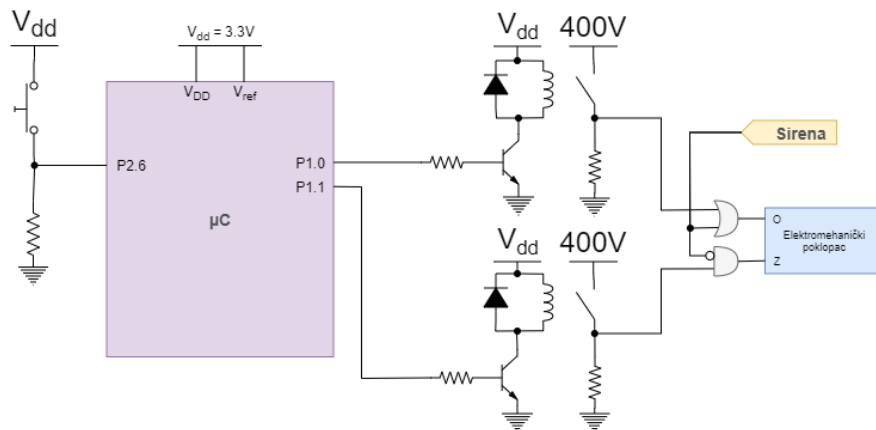 Vdd
Vdd = 3.3V
VDD
Vref
P2.6
P1.0
P1.1
µC
Vdd
400V
Sirena
O
Elektromehanički
poklopac
Z
Vdd
400V